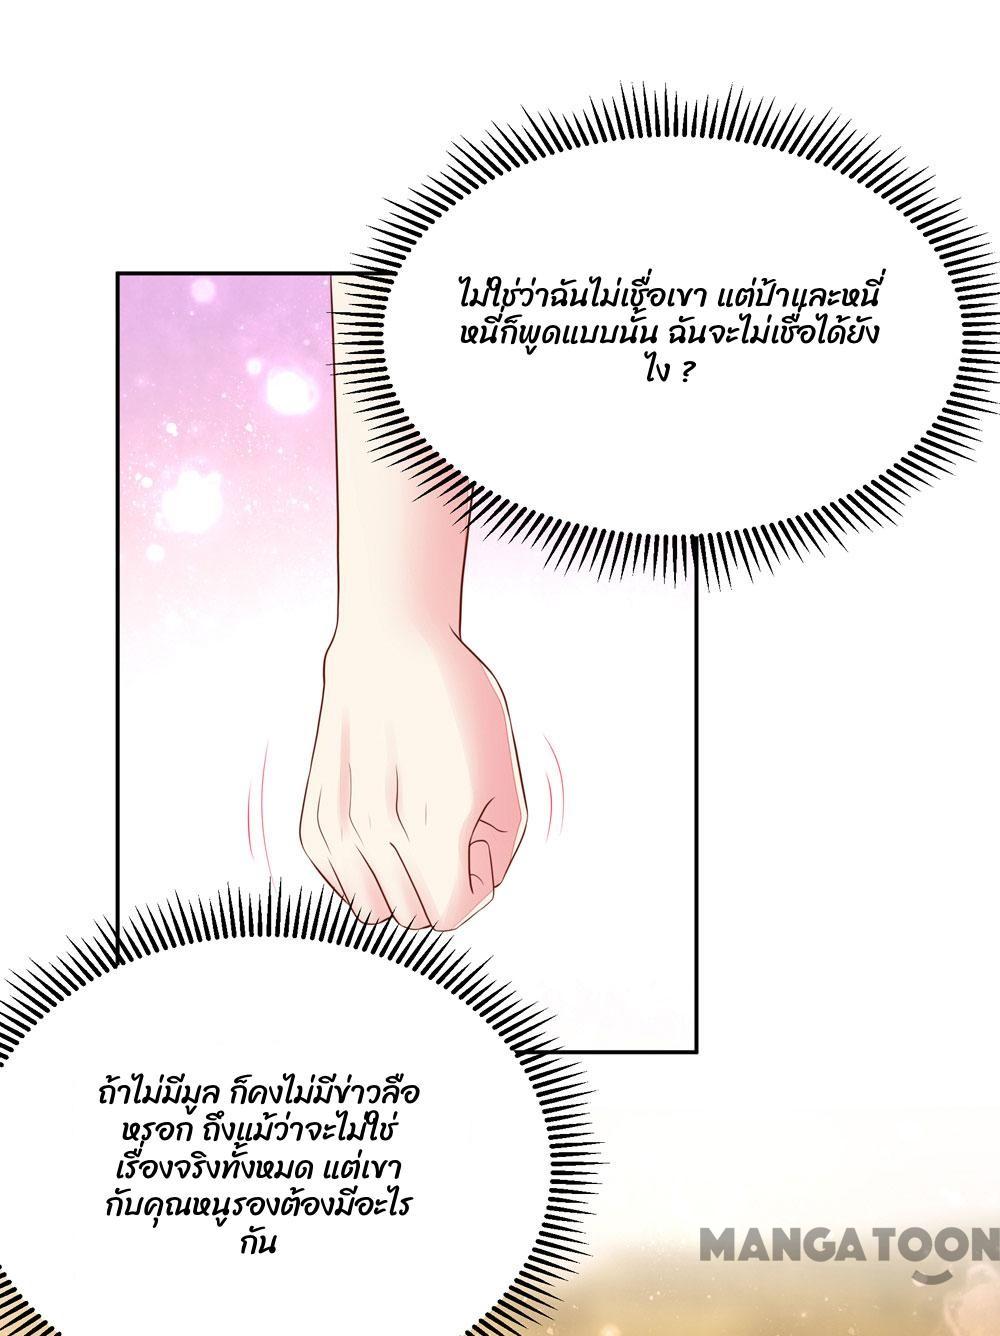 ไม่ใช่ว่าฉันไม่เชื่อเขา แต่ป้าและหนี่
หนี่ก็พูดแบบนั้น ฉันจะไม่เชื่อได้ยัง
ไง ?
ถ้าไม่มีมูล ก็คงไม่มีข่าวลือ
หรอก ถึงแม้ว่าจะไม่ใช่
เรื่องจริงทั้งหมด แต่เขา
กับคุณหนูรองต้องมีอะไร
กัน
MANGATOON